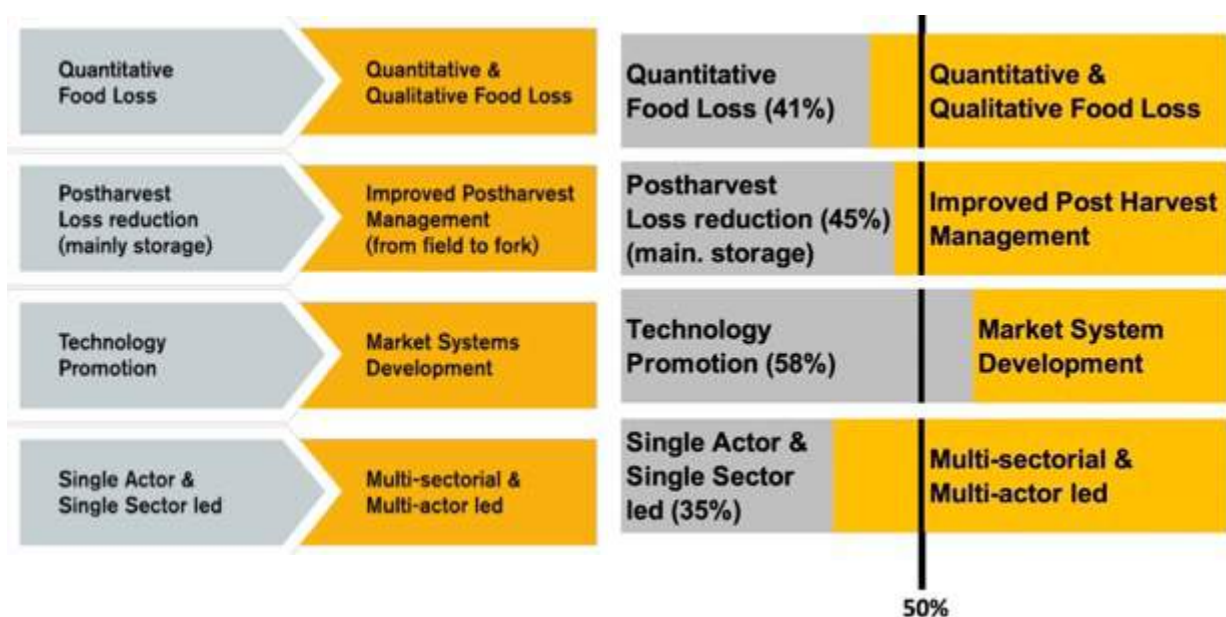 Quantitative
Food Loss
Quantitative &
Qualitative Food Loss
Postharvest
Loss reduction
(mainly storage)
Improved Postharvest
Management
(from field to fork)
Technology
Promotion
Market Systems
Development
Single Actor &
Single Sector led
Multi-sectorial &
Multi-actor led
Quantitative
Food Loss (41%)
Quantitative &
Qualitative Food Loss
Postharvest
Loss reduction (45%)
(main. storage)
Improved Post Harvest
Management
Technology
Promotion (58%)
Market System
Development
Single Actor &
Single Sector
led (35%)
Multi-sectorial &
Multi-actor led
50%